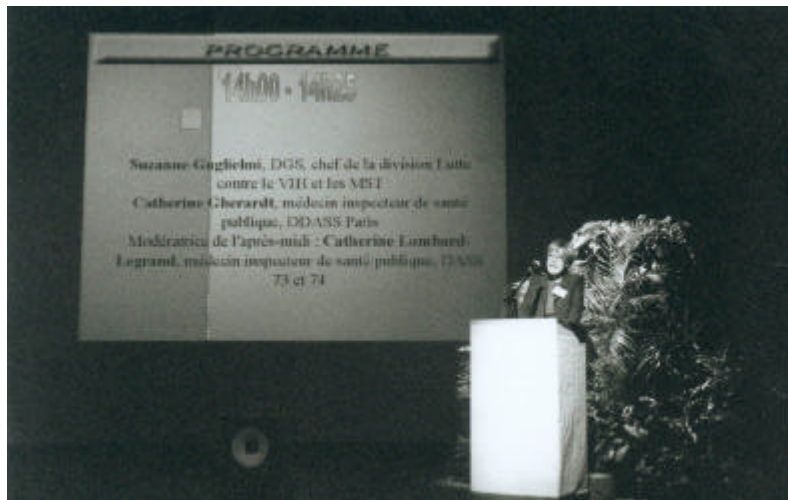 PROGRAMME
14h00 - 14h25
Suzanne Guglielmi, DGS, chef de la division Lutte
contre le VIH et les MST
Catherine Gherardt, médecin inspecteur de santé
publique, DDASS Paris
Modératrice de l'après-midi : Catherine Lombard-
Legrand, médecin inspecteur de santé publique, DASS
73 et 74